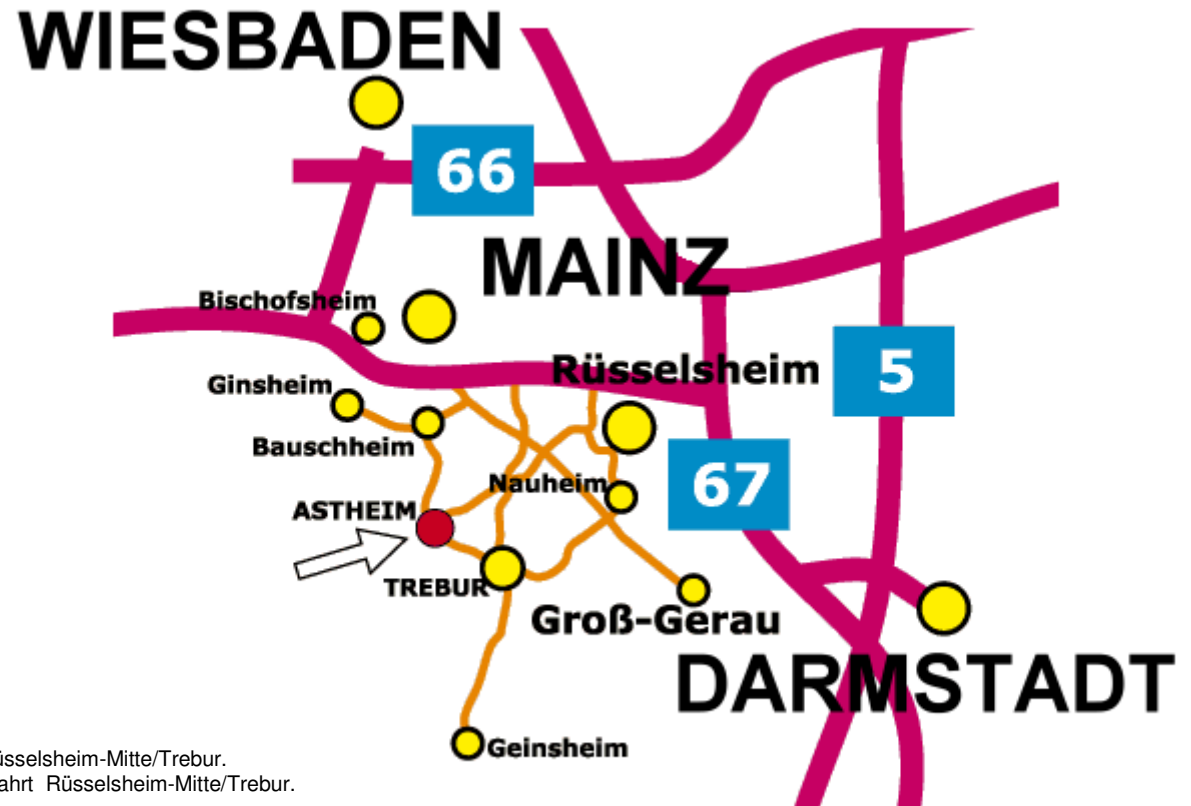 WIESBADEN
66
MAINZ
Bischofsheim
Rüsselsheim
5
Ginsheim
Bauschheim
67
Nauheim
ASTHEIM
TREBUR
Groß-Gerau
DARMSTADT
Geinsheim
üsselsheim-Mitte/Trebur.
ahrt Rüsselsheim-Mitte/Trebur.